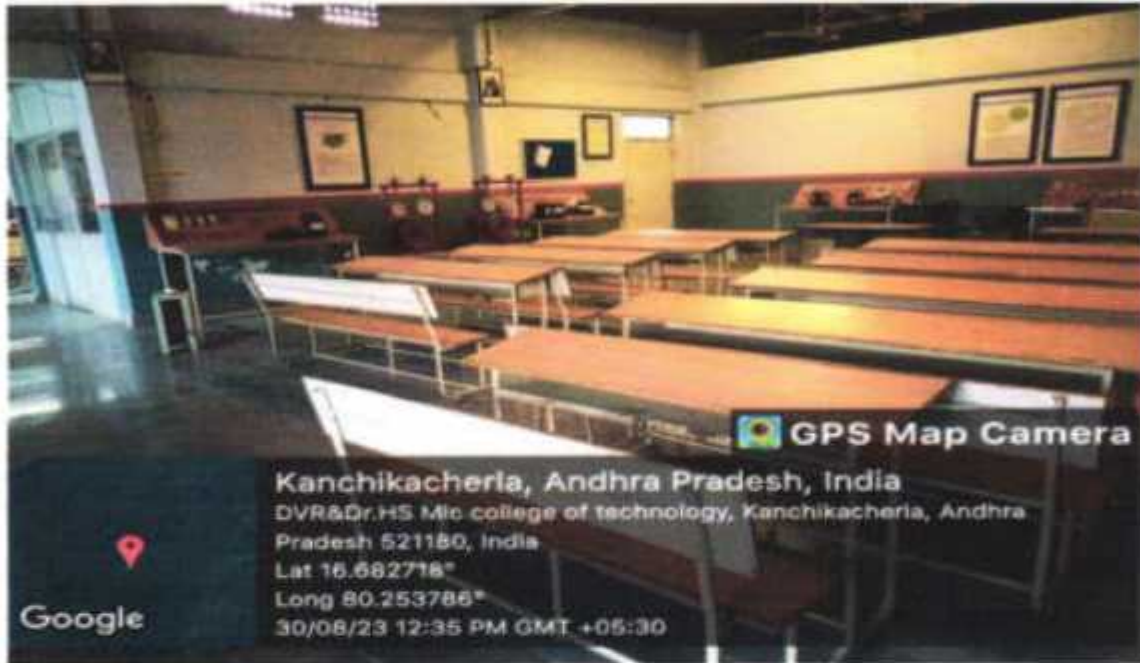 GPS Map Camera
Kanchikacherla, Andhra Pradesh, India
DVR&Dr.HS Mic college of technology, Kanchikacherla, Andhra
Pradesh 521180, India
Lat 16.682718°
Long 80.253786°
30/08/23 12:35 PM GMT +05:30
Google